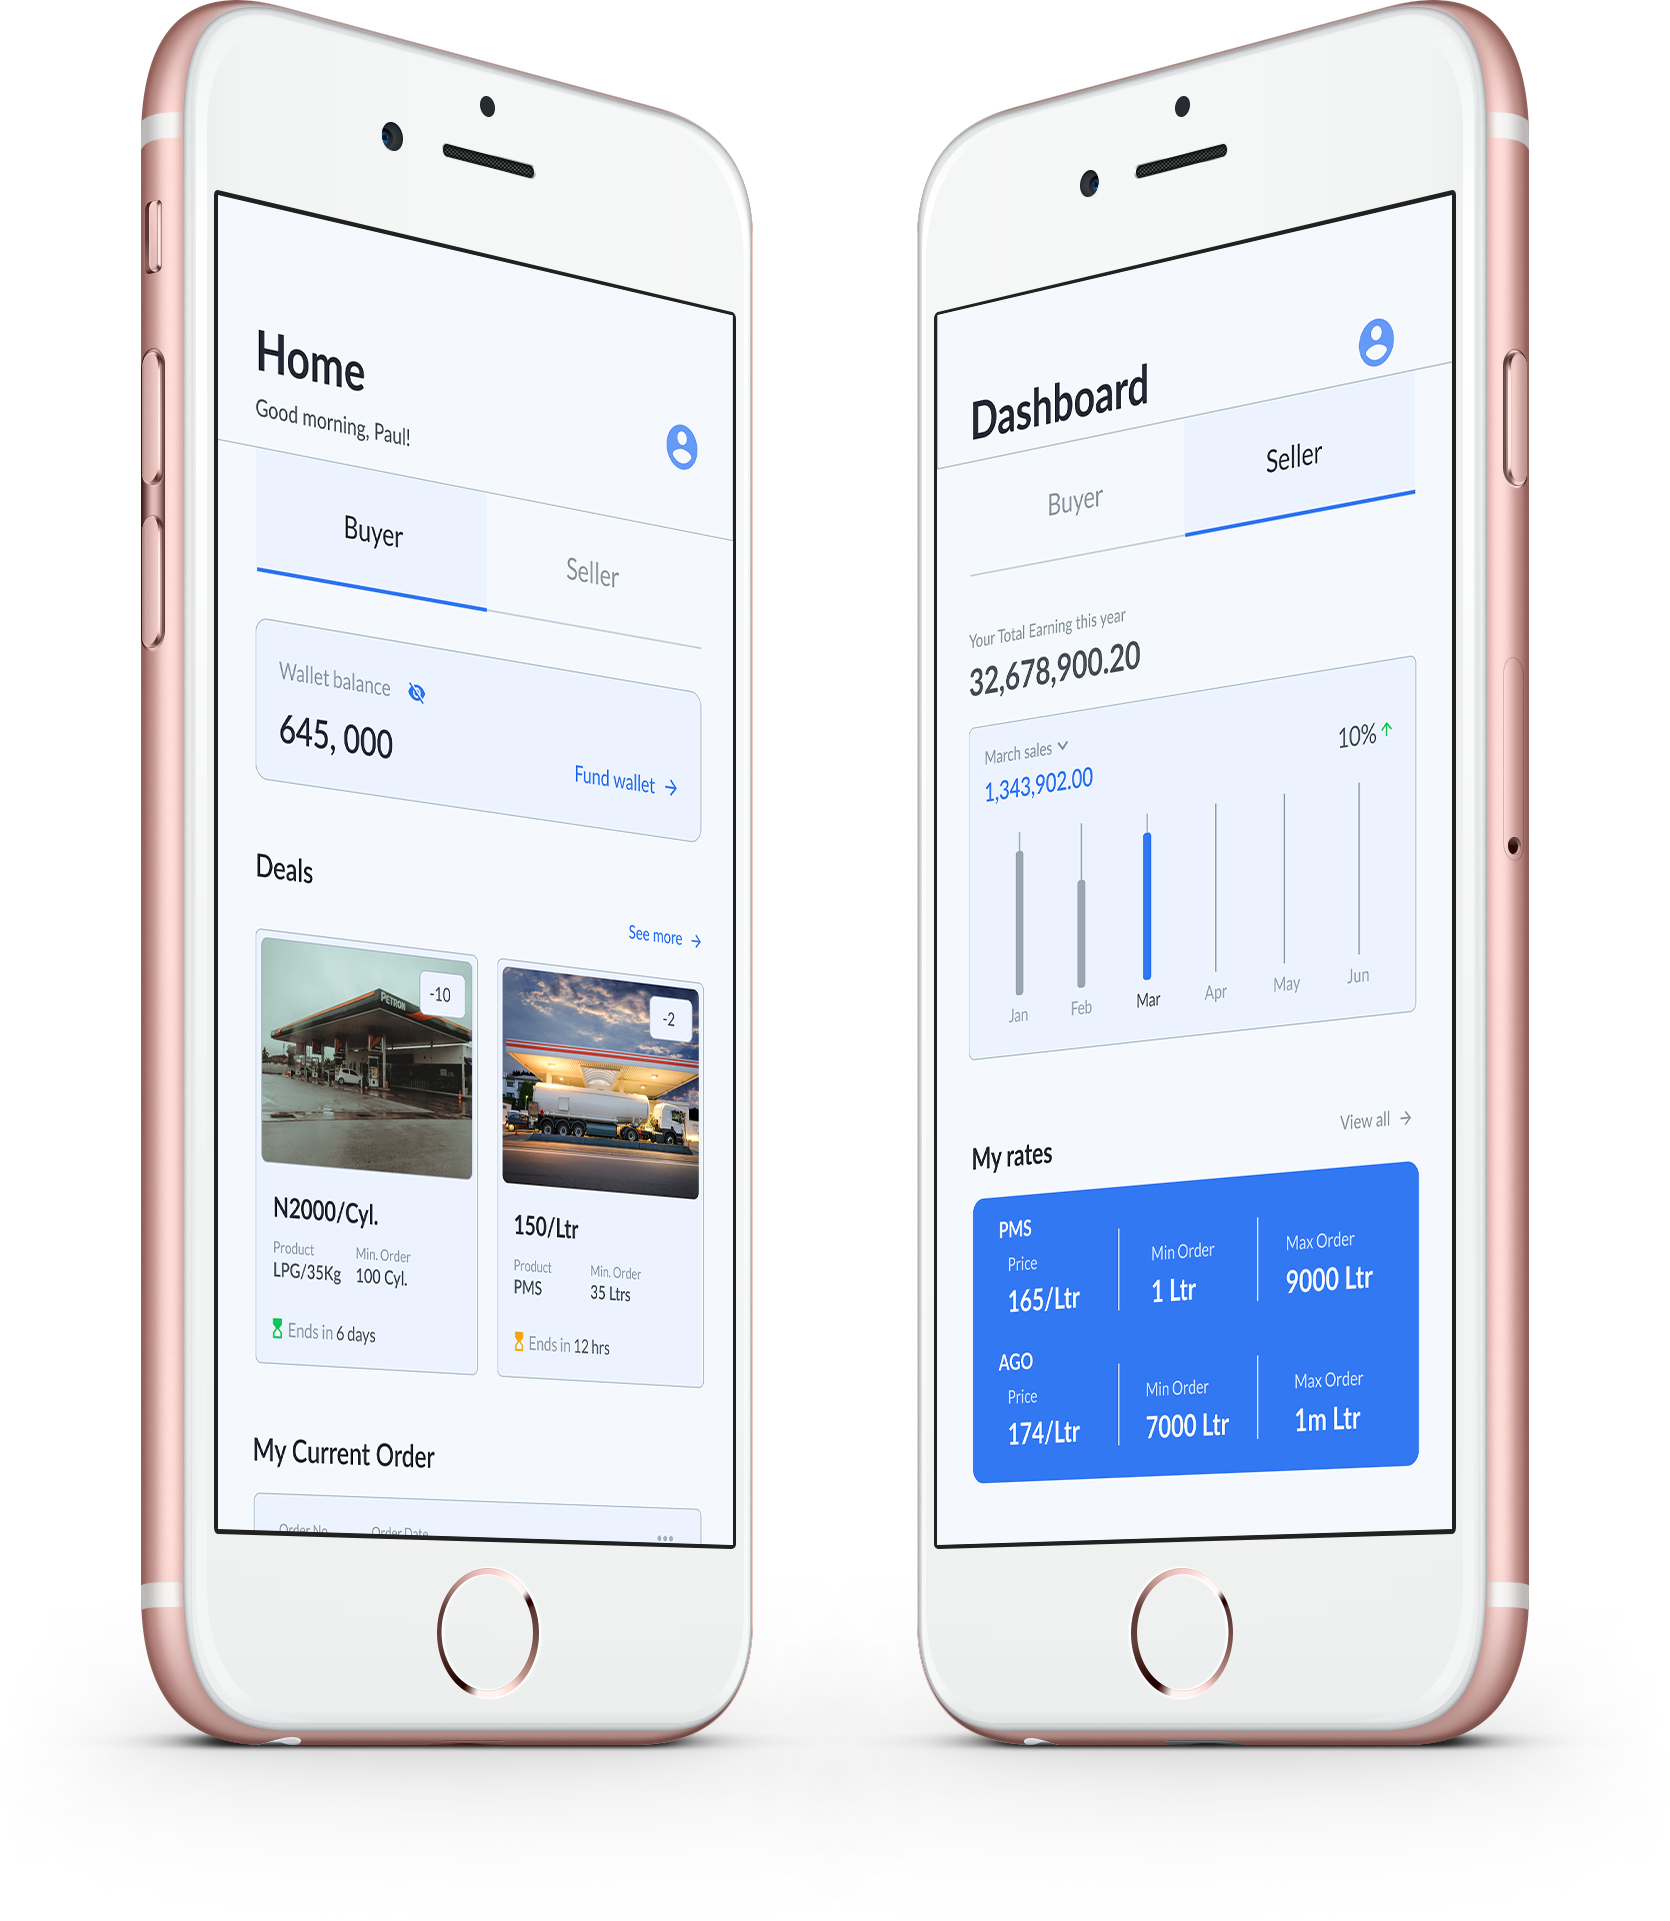 Home
Good morning, Paul!
Buyer
Seller
Wallet balance
645, 000
Fund wallet
Deals
See more
PETRON
-10
-2
N2000/Cyl.
Product
Min. Order
LPG/35Kg
100 Cyl.
Ends in 6 days
150/Ltr
Product
Min. Order
PMS
35 Ltrs
Ends in 12 hrs
My Current Order
Order No
Order Date
Dashboard
Buyer
Seller
Your Total Earning this year
32,678,900.20
March sales
10%
1,343,902.00
Jan
Feb
Mar
Apr
May
Jun
View all
My rates
PMS
Price
Min Order
Max Order
165/Ltr
1 Ltr
9000 Ltr
AGO
Price
Min Order
Max Order
174/Ltr
7000 Ltr
1m Ltr